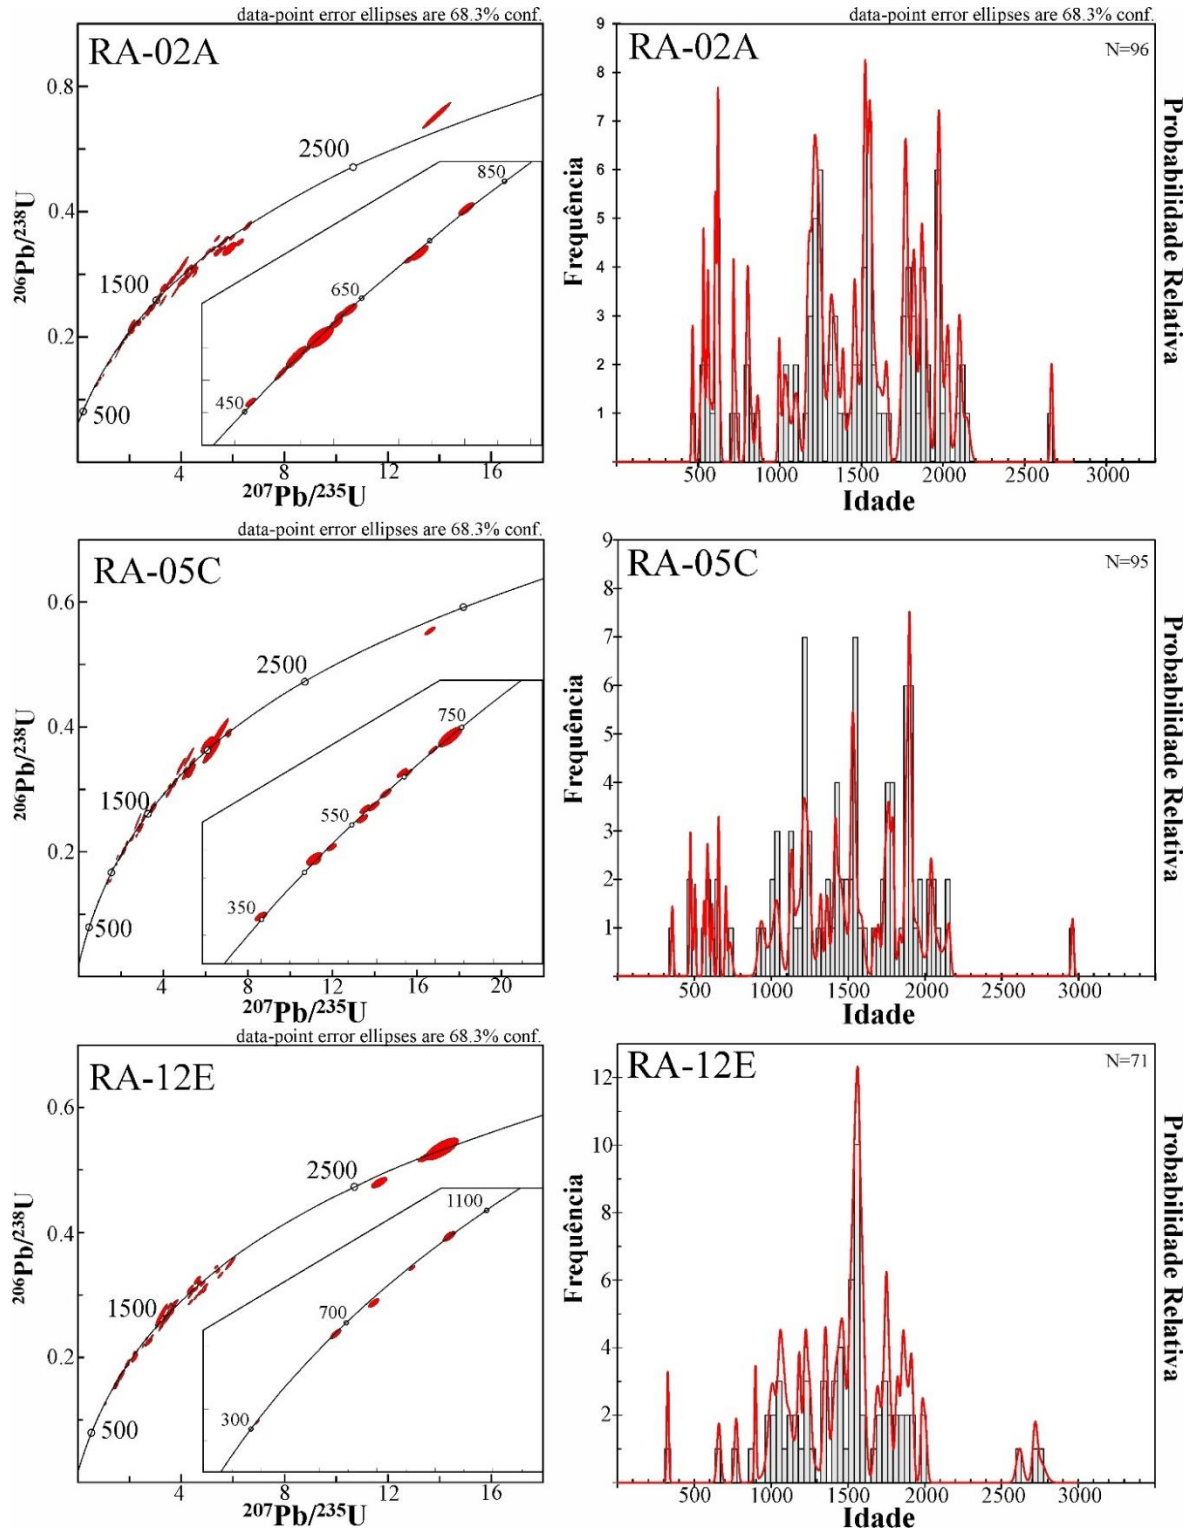 data-point error ellipses are 68.3% conf.
RA-02A
0.8
0.4
0.2
2500
1500
500
850
650
450
4
8
12
16
206Pb/238U
207Pb/235U
data-point error ellipses are 68.3% conf.
RA-02A
N=96
9
8
7
6
5
4
3
2
1
500
1000
1500
2000
2500
3000
Frequência
Probabilidade Relativa
Idade
data-point error ellipses are 68.3% conf.
RA-05C
0.6
0.4
0.2
2500
1500
500
750
550
350
4
8
12
16
20
206Pb/238U
207Pb/235U
RA-05C
N=95
9
8
7
6
5
4
3
2
1
500
1000
1500
2000
2500
3000
Frequência
Probabilidade Relativa
Idade
data-point error ellipses are 68.3% conf.
RA-12E
0.6
0.4
0.2
2500
1500
500
1100
700
300
4
8
12
16
206Pb/238U
207Pb/235U
RA-12E
N=71
12
10
8
6
4
2
500
1000
1500
2000
2500
3000
Frequência
Probabilidade Relativa
Idade